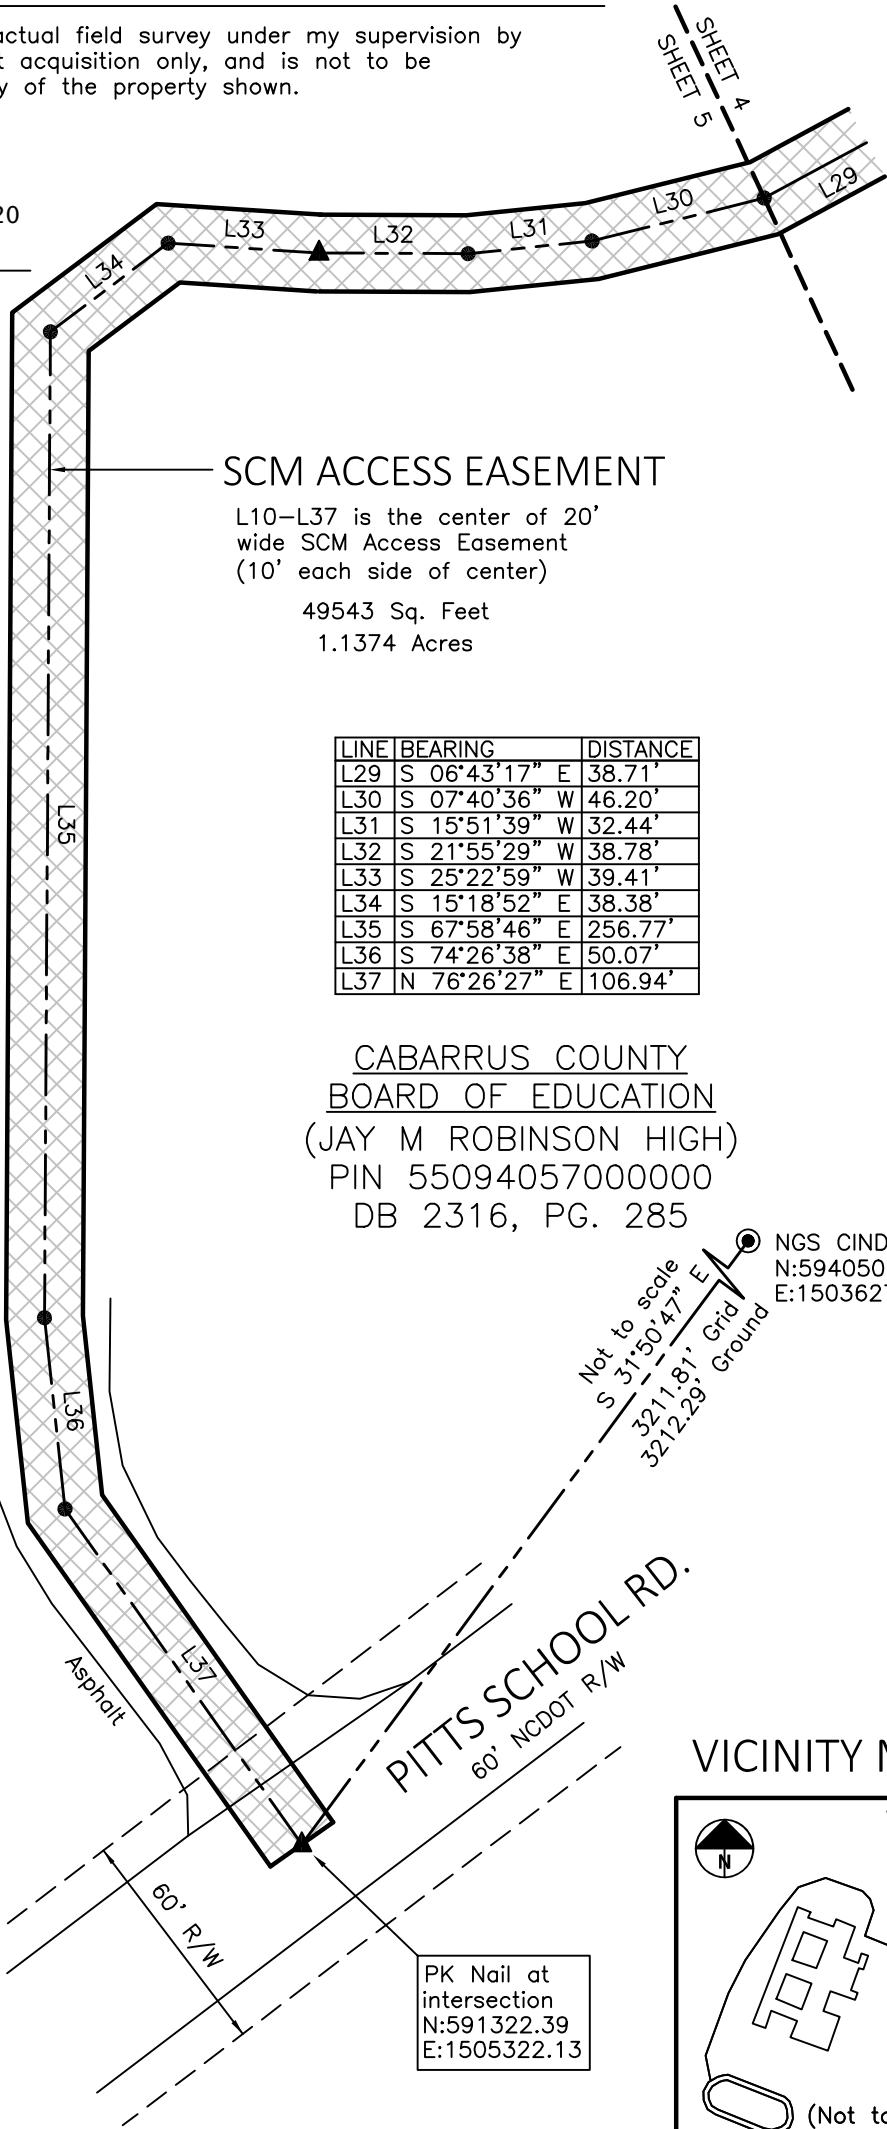 actual field survey under my supervision by
t acquisition only, and is not to be
y of the property shown.
20
SHEET 4
SHEET 5
L29
L30
L31
L32
L33
L34
SCM ACCESS EASEMENT
L10-L37 is the center of 20'
wide SCM Access Easement
(10' each side of center)
49543 Sq. Feet
1.1374 Acres
LINE BEARING DISTANCE
L29 S 06°43'17" E 38.71'
L30 S 07°40'36" W 46.20'
L31 S 15°51'39" W 32.44'
L32 S 21°55'29" W 38.78'
L33 S 25°22'59" W 39.41'
L34 S 15°18'52" E 38.38'
L35 S 67°58'46" E 256.77'
L36 S 74°26'38" E 50.07'
L37 N 76°26'27" E 106.94'
L35
CABARRUS COUNTY
BOARD OF EDUCATION
(JAY M ROBINSON HIGH)
PIN 55094057000000
DB 2316, PG. 285
NGS CIND
N:594050
E:1503627
Not to scale
S 31°50'47" E
3211.81' Grid
3212.29' Ground
L36
L37
Asphalt
PITTS SCHOOL RD.
60' NCDOT R/W
60' R/W
PK Nail at
intersection
N:591322.39
E:1505322.13
VICINITY M
N
(Not to